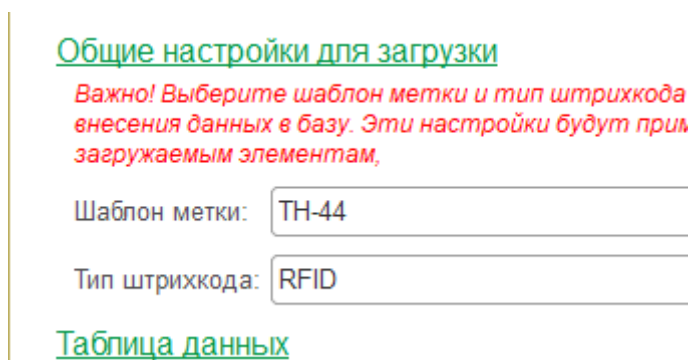 Общие настройки для загрузки
Важно! Выберите шаблон метки и тип штрихкода
внесения данных в базу. Эти настройки будут
загружаемым элементам,
Шаблон метки: ТН-44
Тип штрихкода: RFID
Таблица данных